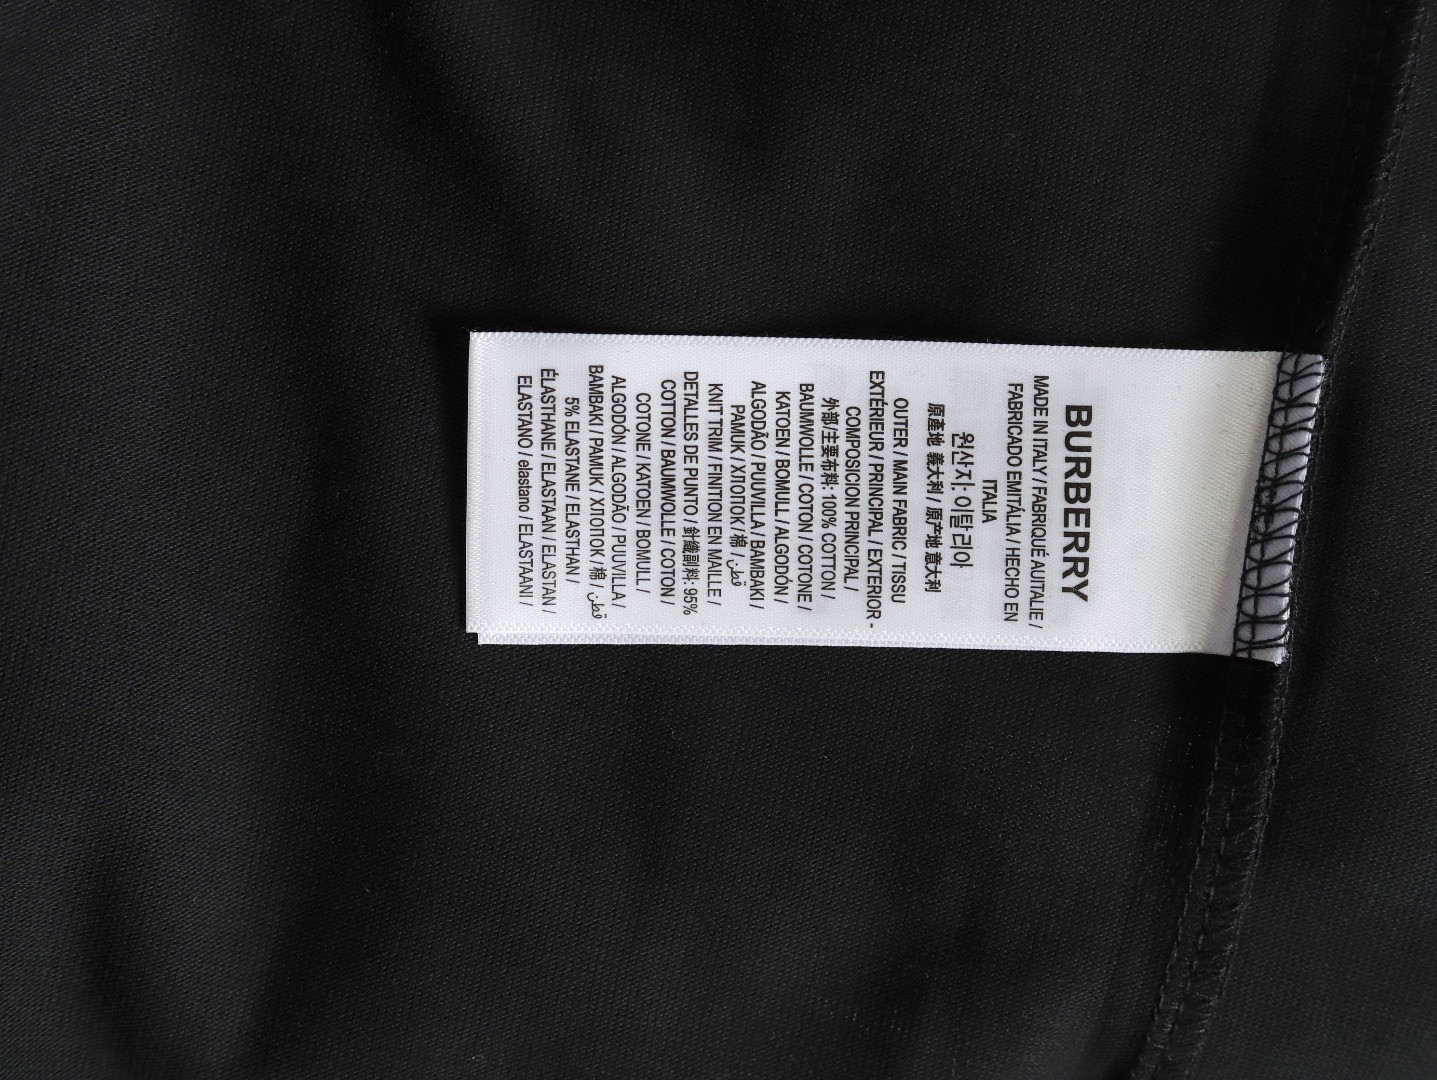 BURBERRY
MADE IN ITALY / FABRIQUÉ AUITALIE /
FABRICADO EMITÁLIA / HECHO EN
ITALIA
원산지: 이탈리아
原產地 義大利 / 原产地 意大利
OUTER / MAIN FABRIC / TISSU
EXTÉRIEUR / PRINCIPAL / EXTERIOR -
COMPOSICION PRINCIPAL /
外部/主要布料: 100% COTTON /
BAUMWOLLE / COTON / COTONE /
KATOEN / BOMULL / ALGODÓN /
ALGODÃO / PUUVILLA / BAMBAKI /
PAMUK / ХЛОПОК / 棉 / قطن
KNIT TRIM / FINITION EN MAILLE /
DETALLES DE PUNTO / 針織副料: 95%
COTTON / BAUMWOLLE / COTON /
COTONE / KATOEN / BOMULL /
ALGODÓN / ALGODÃO / PUUVILLA /
BAMBAKI / PAMUK / ХЛОПОК / 棉 / قطن
5% ELASTANE / ELASTHAN /
ÉLASTHANE / ELASTAAN / ELASTAN /
ELASTANO / elastano / ELASTAANI /